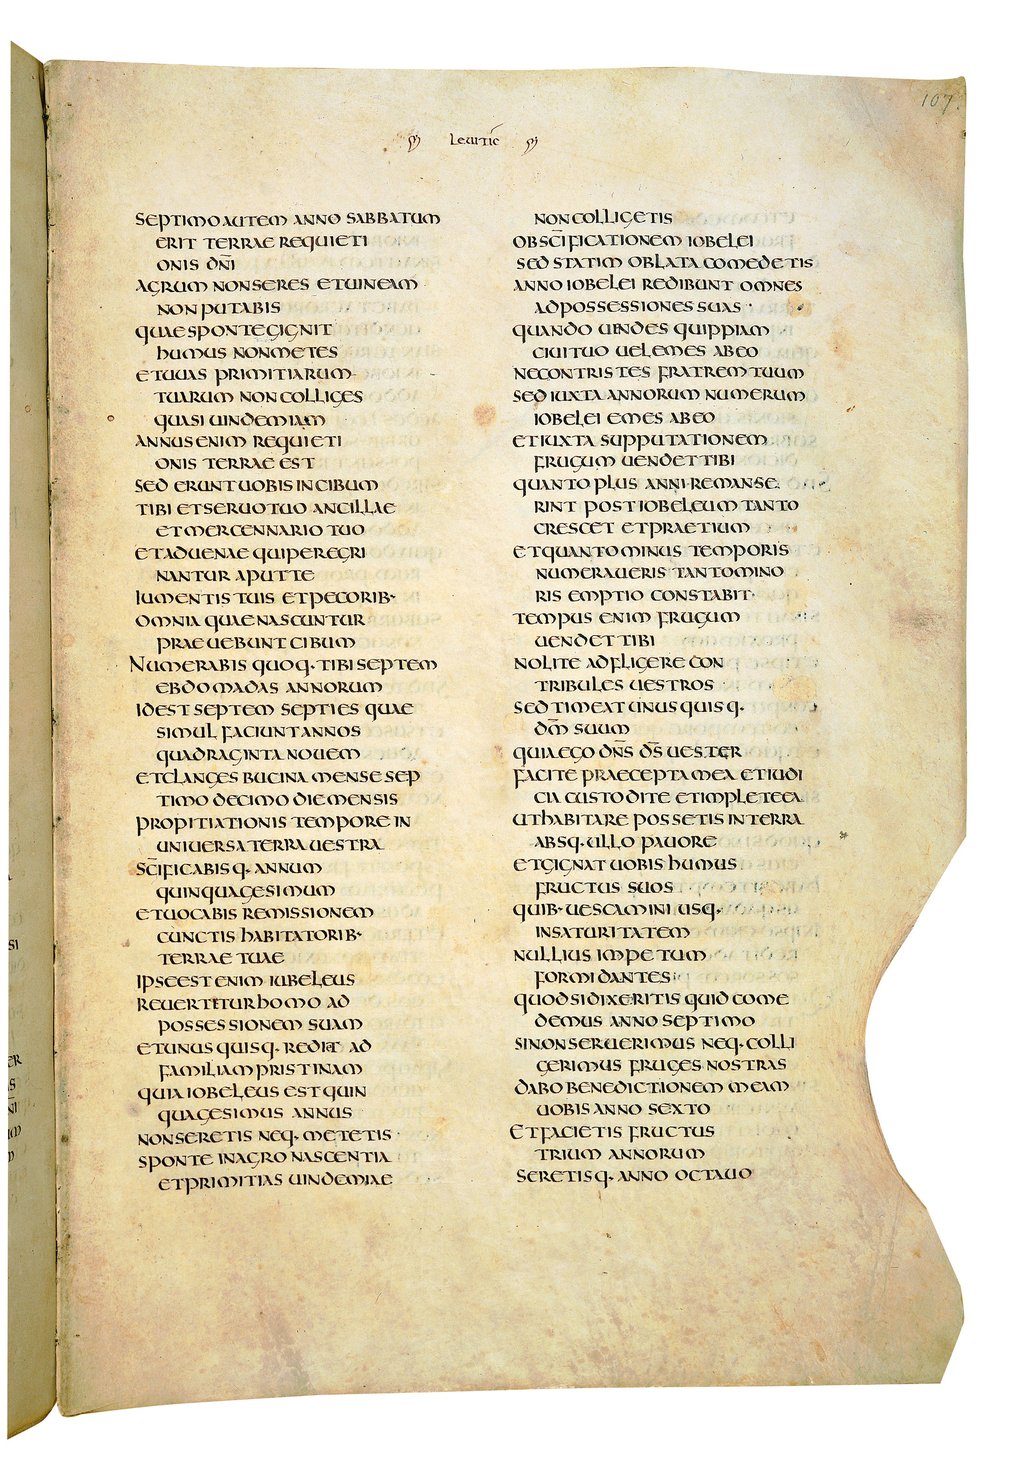 107.
Leuitic̄
SEPTIMO AUTEM ANNO SABBATUM
ERIT TERRAE REQUIETI
ONIS DN̄I
AGRUM NON SERES ET UINEAM
NON PUTABIS
QUAE SPONTE GIGNIT
HUMUS NON METES
ET UUAS PRIMITIARUM
TUARUM NON COLLIGES
QUASI UINDEMIAM
ANNUS ENIM REQUIETI
ONIS TERRAE EST
SED ERUNT UOBIS IN CIBUM
TIBI ET SERUO TUO ANCILLAE
ET MERCENNARIO TUO
ET ADUENAE QUI PEREGRI
NANTUR APUT TE
IUMENTIS TUIS ET PECORIB·
OMNIA QUAE NASCUNTUR
PRAEUEBUNT CIBUM
NUMERABIS QUOQ· TIBI SEPTEM
EBDOMADAS ANNORUM
ID EST SEPTEM SEPTIES QUAE
SIMUL FACIUNT ANNOS
QUADRAGINTA NOUEM
ET CLANGES BUCINA MENSE SEP
TIMO DECIMO DIE MENSIS
PROPITIATIONIS TEMPORE IN
UNIUERSA TERRA UESTRA
SC̄IFICABISQ· ANNUM
QUINQUAGESIMUM
ET UOCABIS REMISSIONEM
CUNCTIS HABITATORIB·
TERRAE TUAE
IPSE EST ENIM IUBELEUS
REUERTITUR HOMO AD
POSSESSIONEM SUAM
ET UNUSQUISQ· REDIET AD
FAMILIAM PRISTINAM
QUIA IOBELEUS EST QUIN
QUAGESIMUS ANNUS
NON SERETIS NEQ· METETIS
SPONTE IN AGRO NASCENTIA
ET PRIMITIAS UINDEMIAE
NON COLLIGETIS
OB SC̄IFICATIONEM IOBELEI
SED STATIM OBLATA COMEDETIS
ANNO IOBELEI REDIBUNT OMNES
AD POSSESSIONES SUAS
QUANDO UENDES QUIPPIAM
CIUI TUO UEL EMES AB EO
NE CONTRISTES FRATREM TUUM
SED IUXTA ANNORUM NUMERUM
IOBELEI EMES AB EO
ET IUXTA SUPPUTATIONEM
FRUGUM UENDET TIBI
QUANTO PLUS ANNI REMANSE
RINT POST IOBELEUM TANTO
CRESCET ET PRAETIUM
ET QUANTO MINUS TEMPORIS
NUMERAUERIS TANTO MINO
RIS EMPTIO CONSTABIT
TEMPUS ENIM FRUGUM
UENDET TIBI
NOLITE ADFLIGERE CON
TRIBULES UESTROS
SED TIMEAT UNUSQUISQ·
DM̄ SUUM
QUIA EGO DN̄S DS̄ UESTER
FACITE PRAECEPTA MEA ET IUDI
CIA CUSTODITE ET IMPLETE EA
UT HABITARE POSSETIS IN TERRA
ABSQ· ULLO PAUORE
ET GIGNAT UOBIS HUMUS
FRUCTUS SUOS
QUIB· UESCAMINI USQ·
IN SATURITATEM
NULLIUS IMPETUM
FORMIDANTES
QUOD SI DIXERITIS QUID COME
DEMUS ANNO SEPTIMO
SI NON SERUERIMUS NEQ· COLLI
GERIMUS FRUGES NOSTRAS
DABO BENEDICTIONEM MEAM
UOBIS ANNO SEXTO
ET FACIETIS FRUCTUS
TRIUM ANNORUM
SERETISQ· ANNO OCTAUO